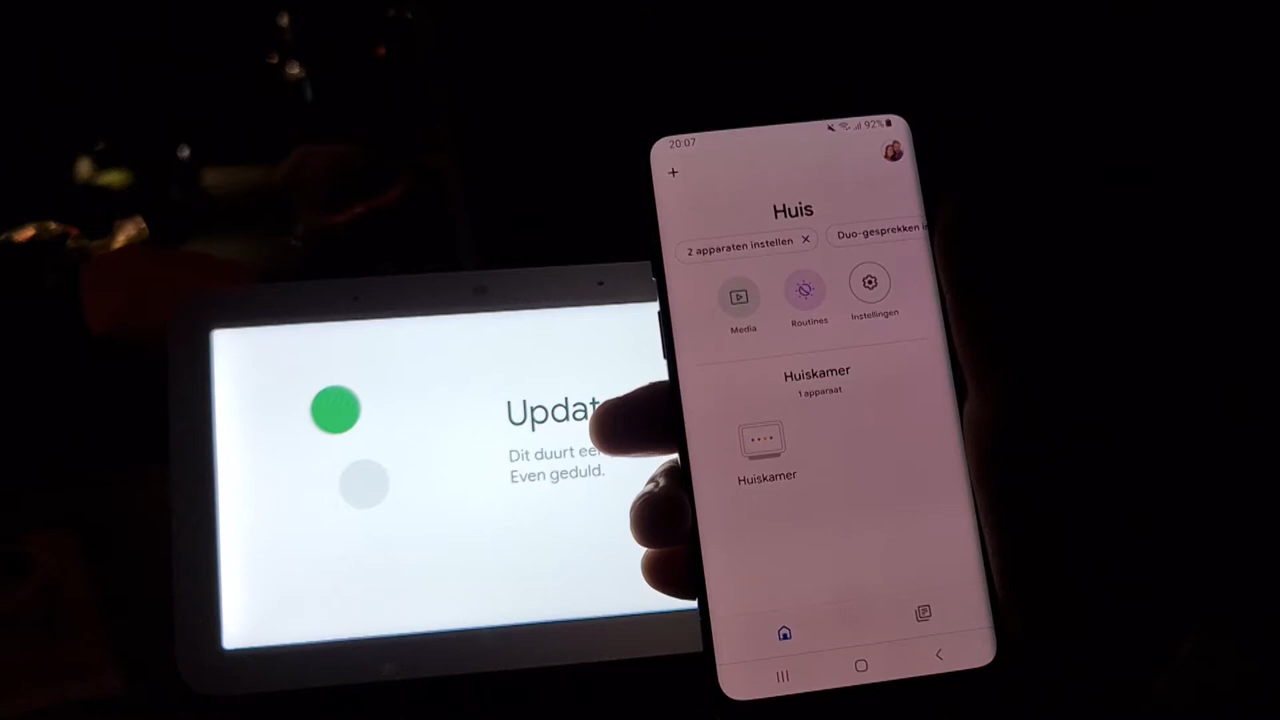 Updat
Dit duurt ee
Even geduld.
20:07
92%
Huis
2 apparaten instellen
Duo-gesprekken i
Media
Routines
Instellingen
Huiskamer
1 apparaat
Huiskamer